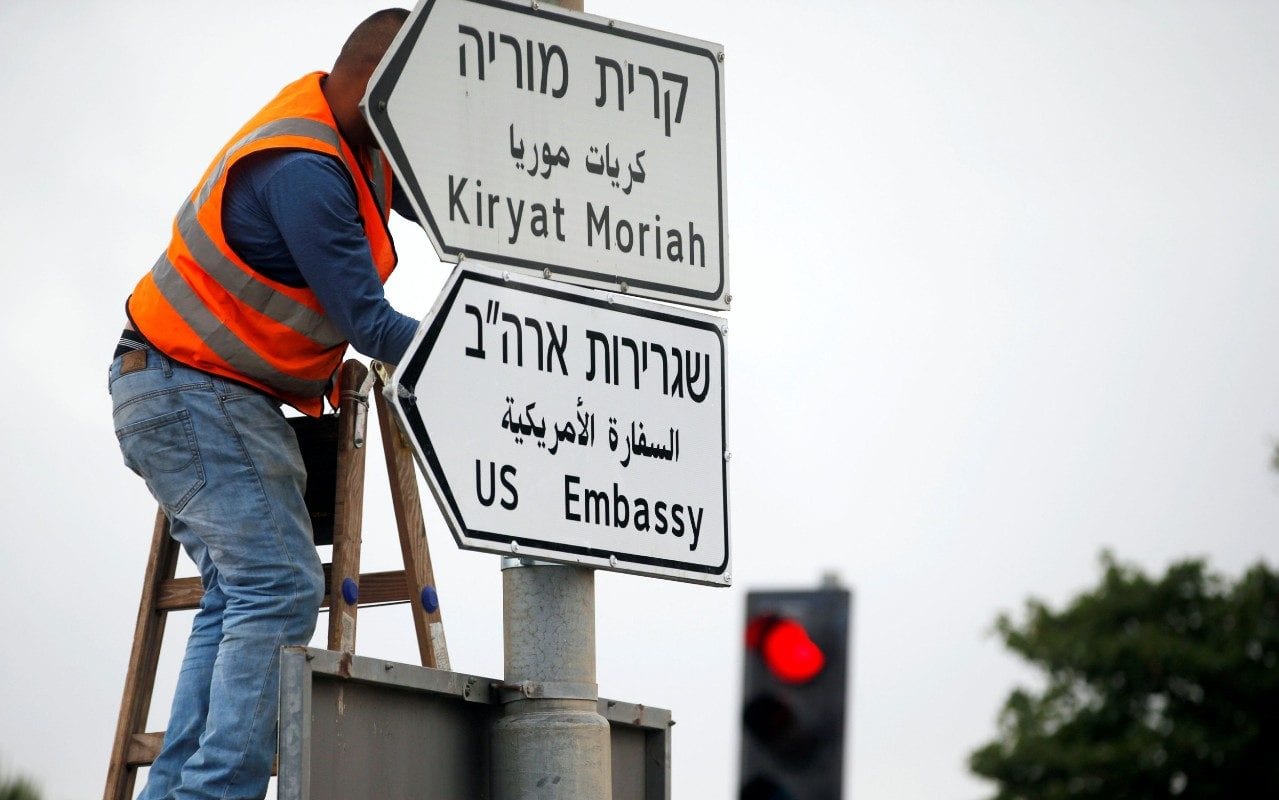 קרית מוריה
كريات موريا
Kiryat Moriah
שגרירות ארה"ב
السفارة الأمريكية
US Embassy